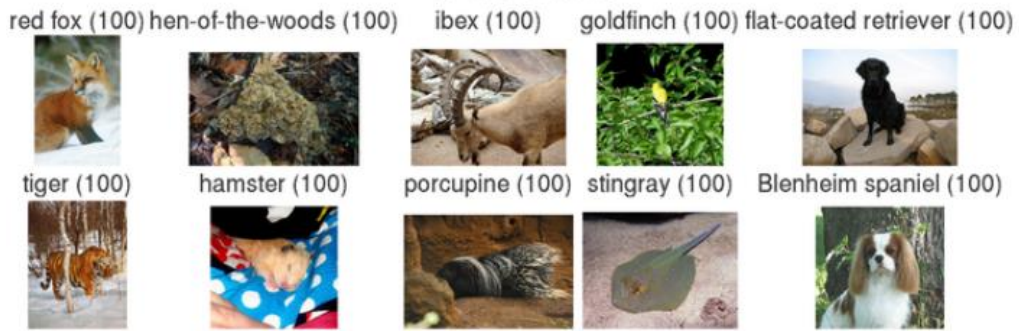 red fox (100) hen-of-the-woods (100) ibex (100) goldfinch (100) flat-coated retriever (100)
tiger (100) hamster (100) porcupine (100) stingray (100) Blenheim spaniel (100)